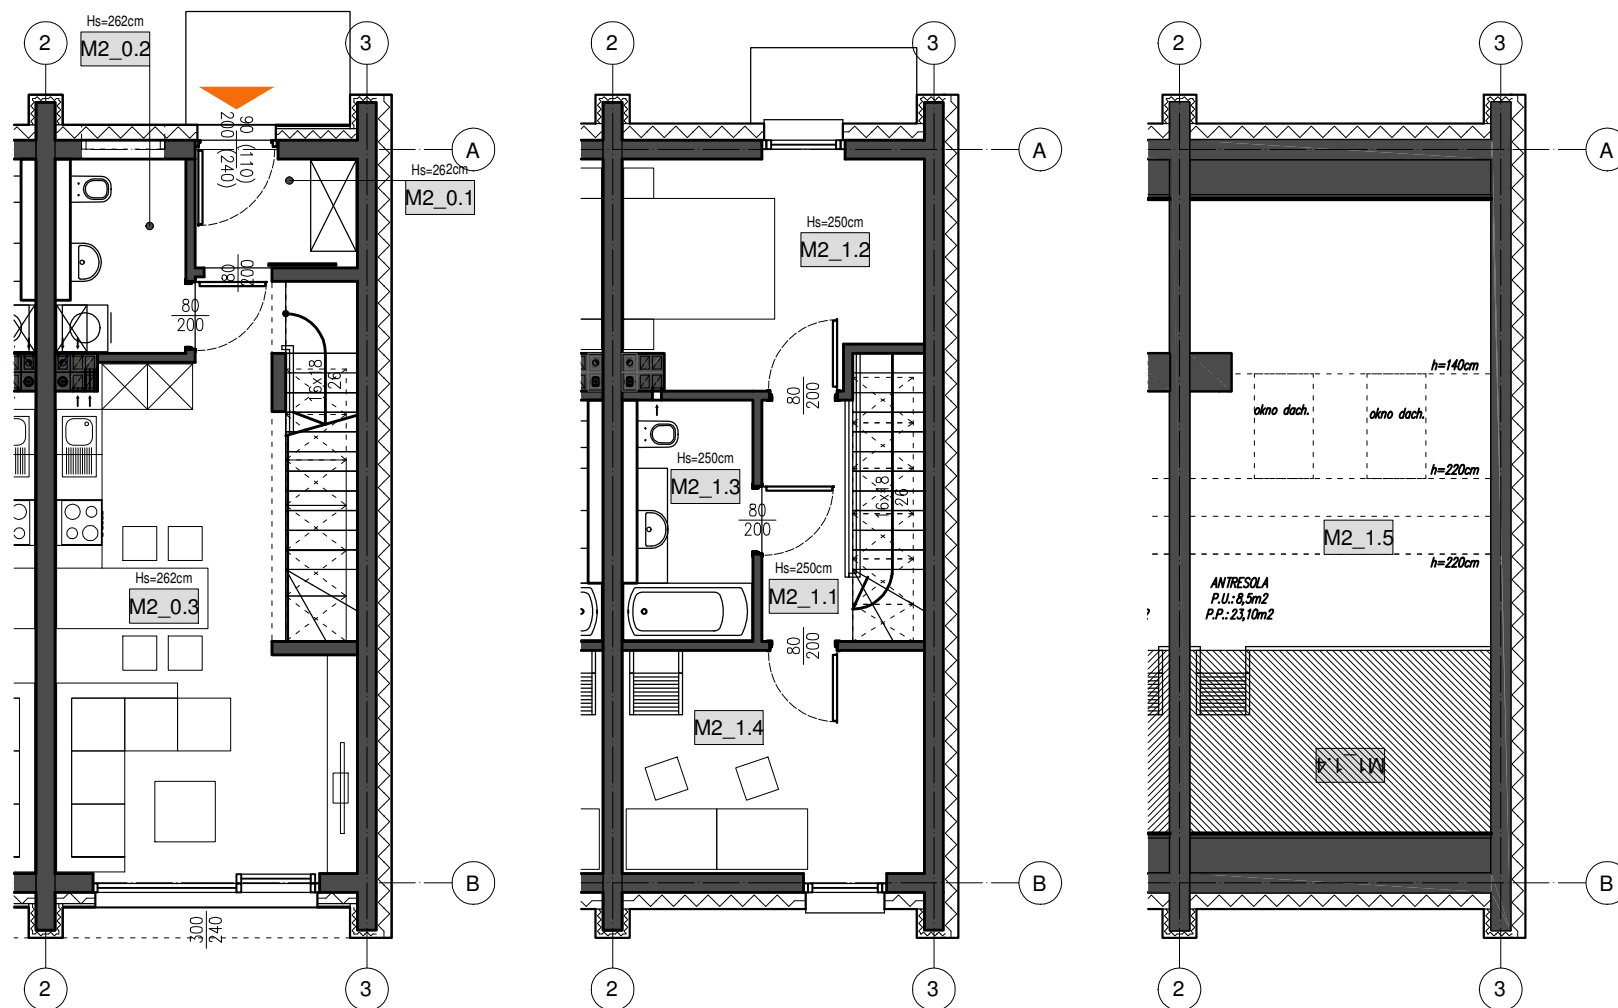 2
Hs=262cm
M2_0.2
3
90 (110)
200 (240)
A
Hs=262cm
M2_0.1
80
200
80
200
16x18
26
Hs=262cm
M2_0.3
B
300
240
2
3
2
3
A
Hs=250cm
M2_1.2
80
200
Hs=250cm
M2_1.3
16x18
26
80
200
Hs=250cm
M2_1.1
80
200
M2_1.4
B
2
3
2
3
A
h=140cm
okno dach.
okno dach.
h=220cm
M2_1.5
h=220cm
ANTRESOLA
P.U.:8,5m2
P.P.:23,10m2
2
M1_1.4
B
2
3